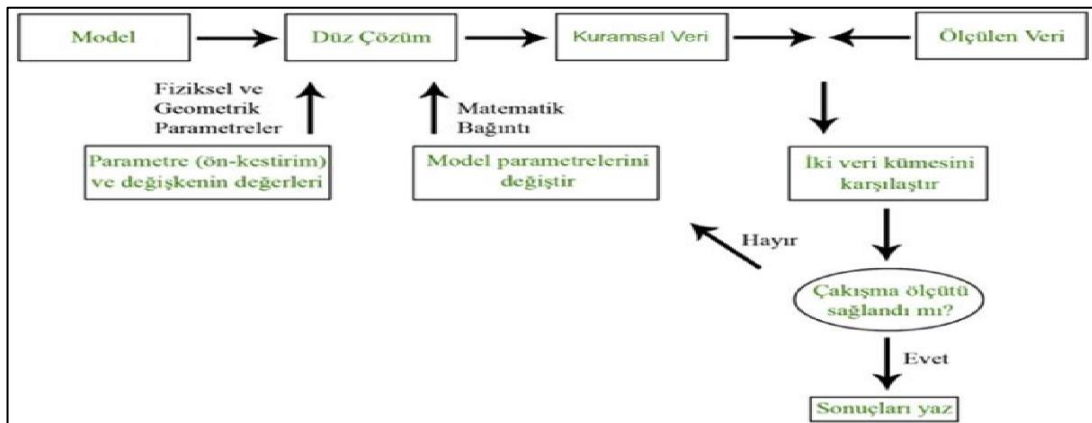 Model
Düz Çözüm
Kuramsal Veri
Ölçülen Veri
Fiziksel ve
Geometrik
Parametreler
Matematik
Bağıntı
Parametre (ön-kestirim)
ve değişkenin değerleri
Model parametrelerini
değiştir
İki veri kümesini
karşılaştır
Hayır
Çakışma ölçütü
sağlandı mı?
Evet
Sonuçları yaz